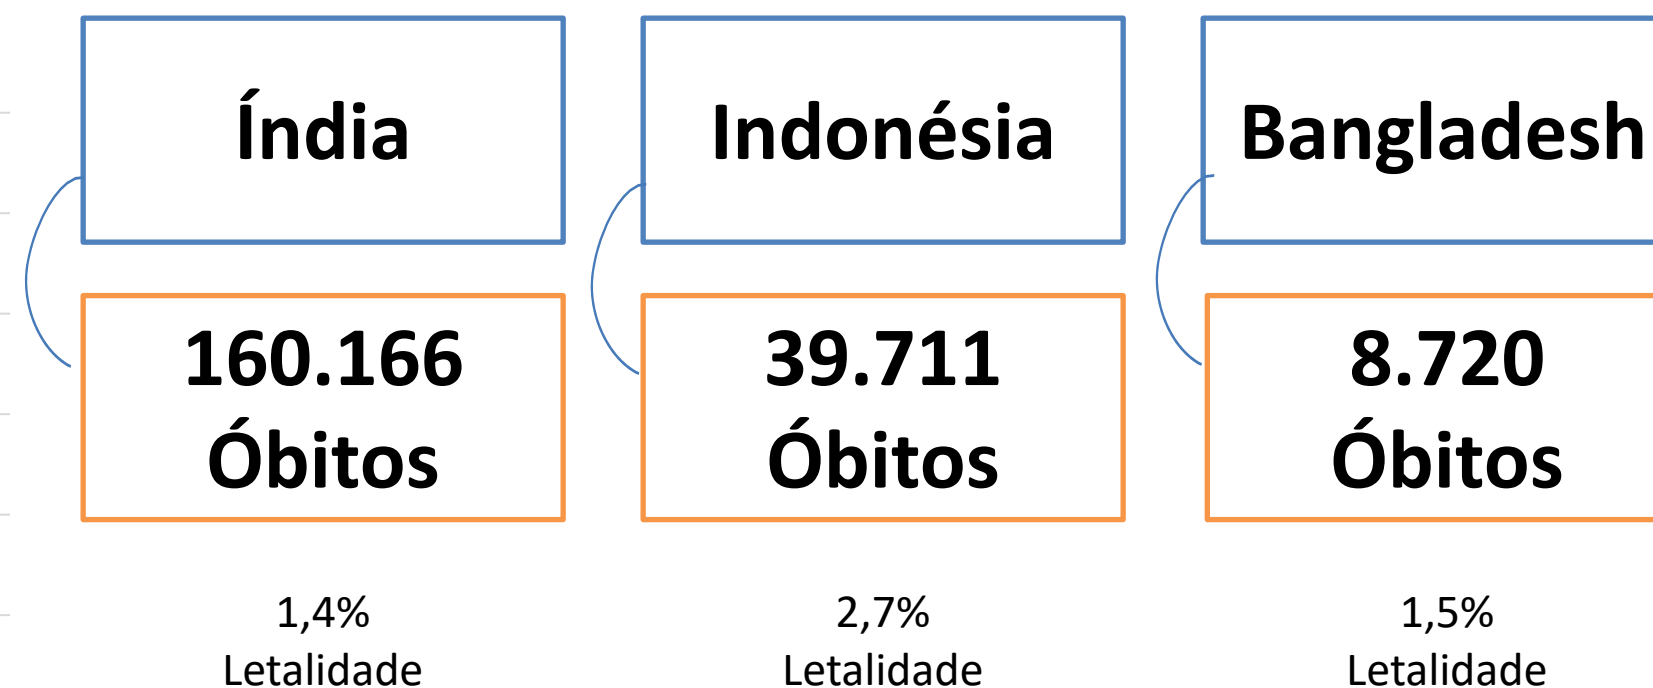 Índia
160.166
Óbitos
1,4%
Letalidade
Indonésia
39.711
Óbitos
2,7%
Letalidade
Bangladesh
8.720
Óbitos
1,5%
Letalidade